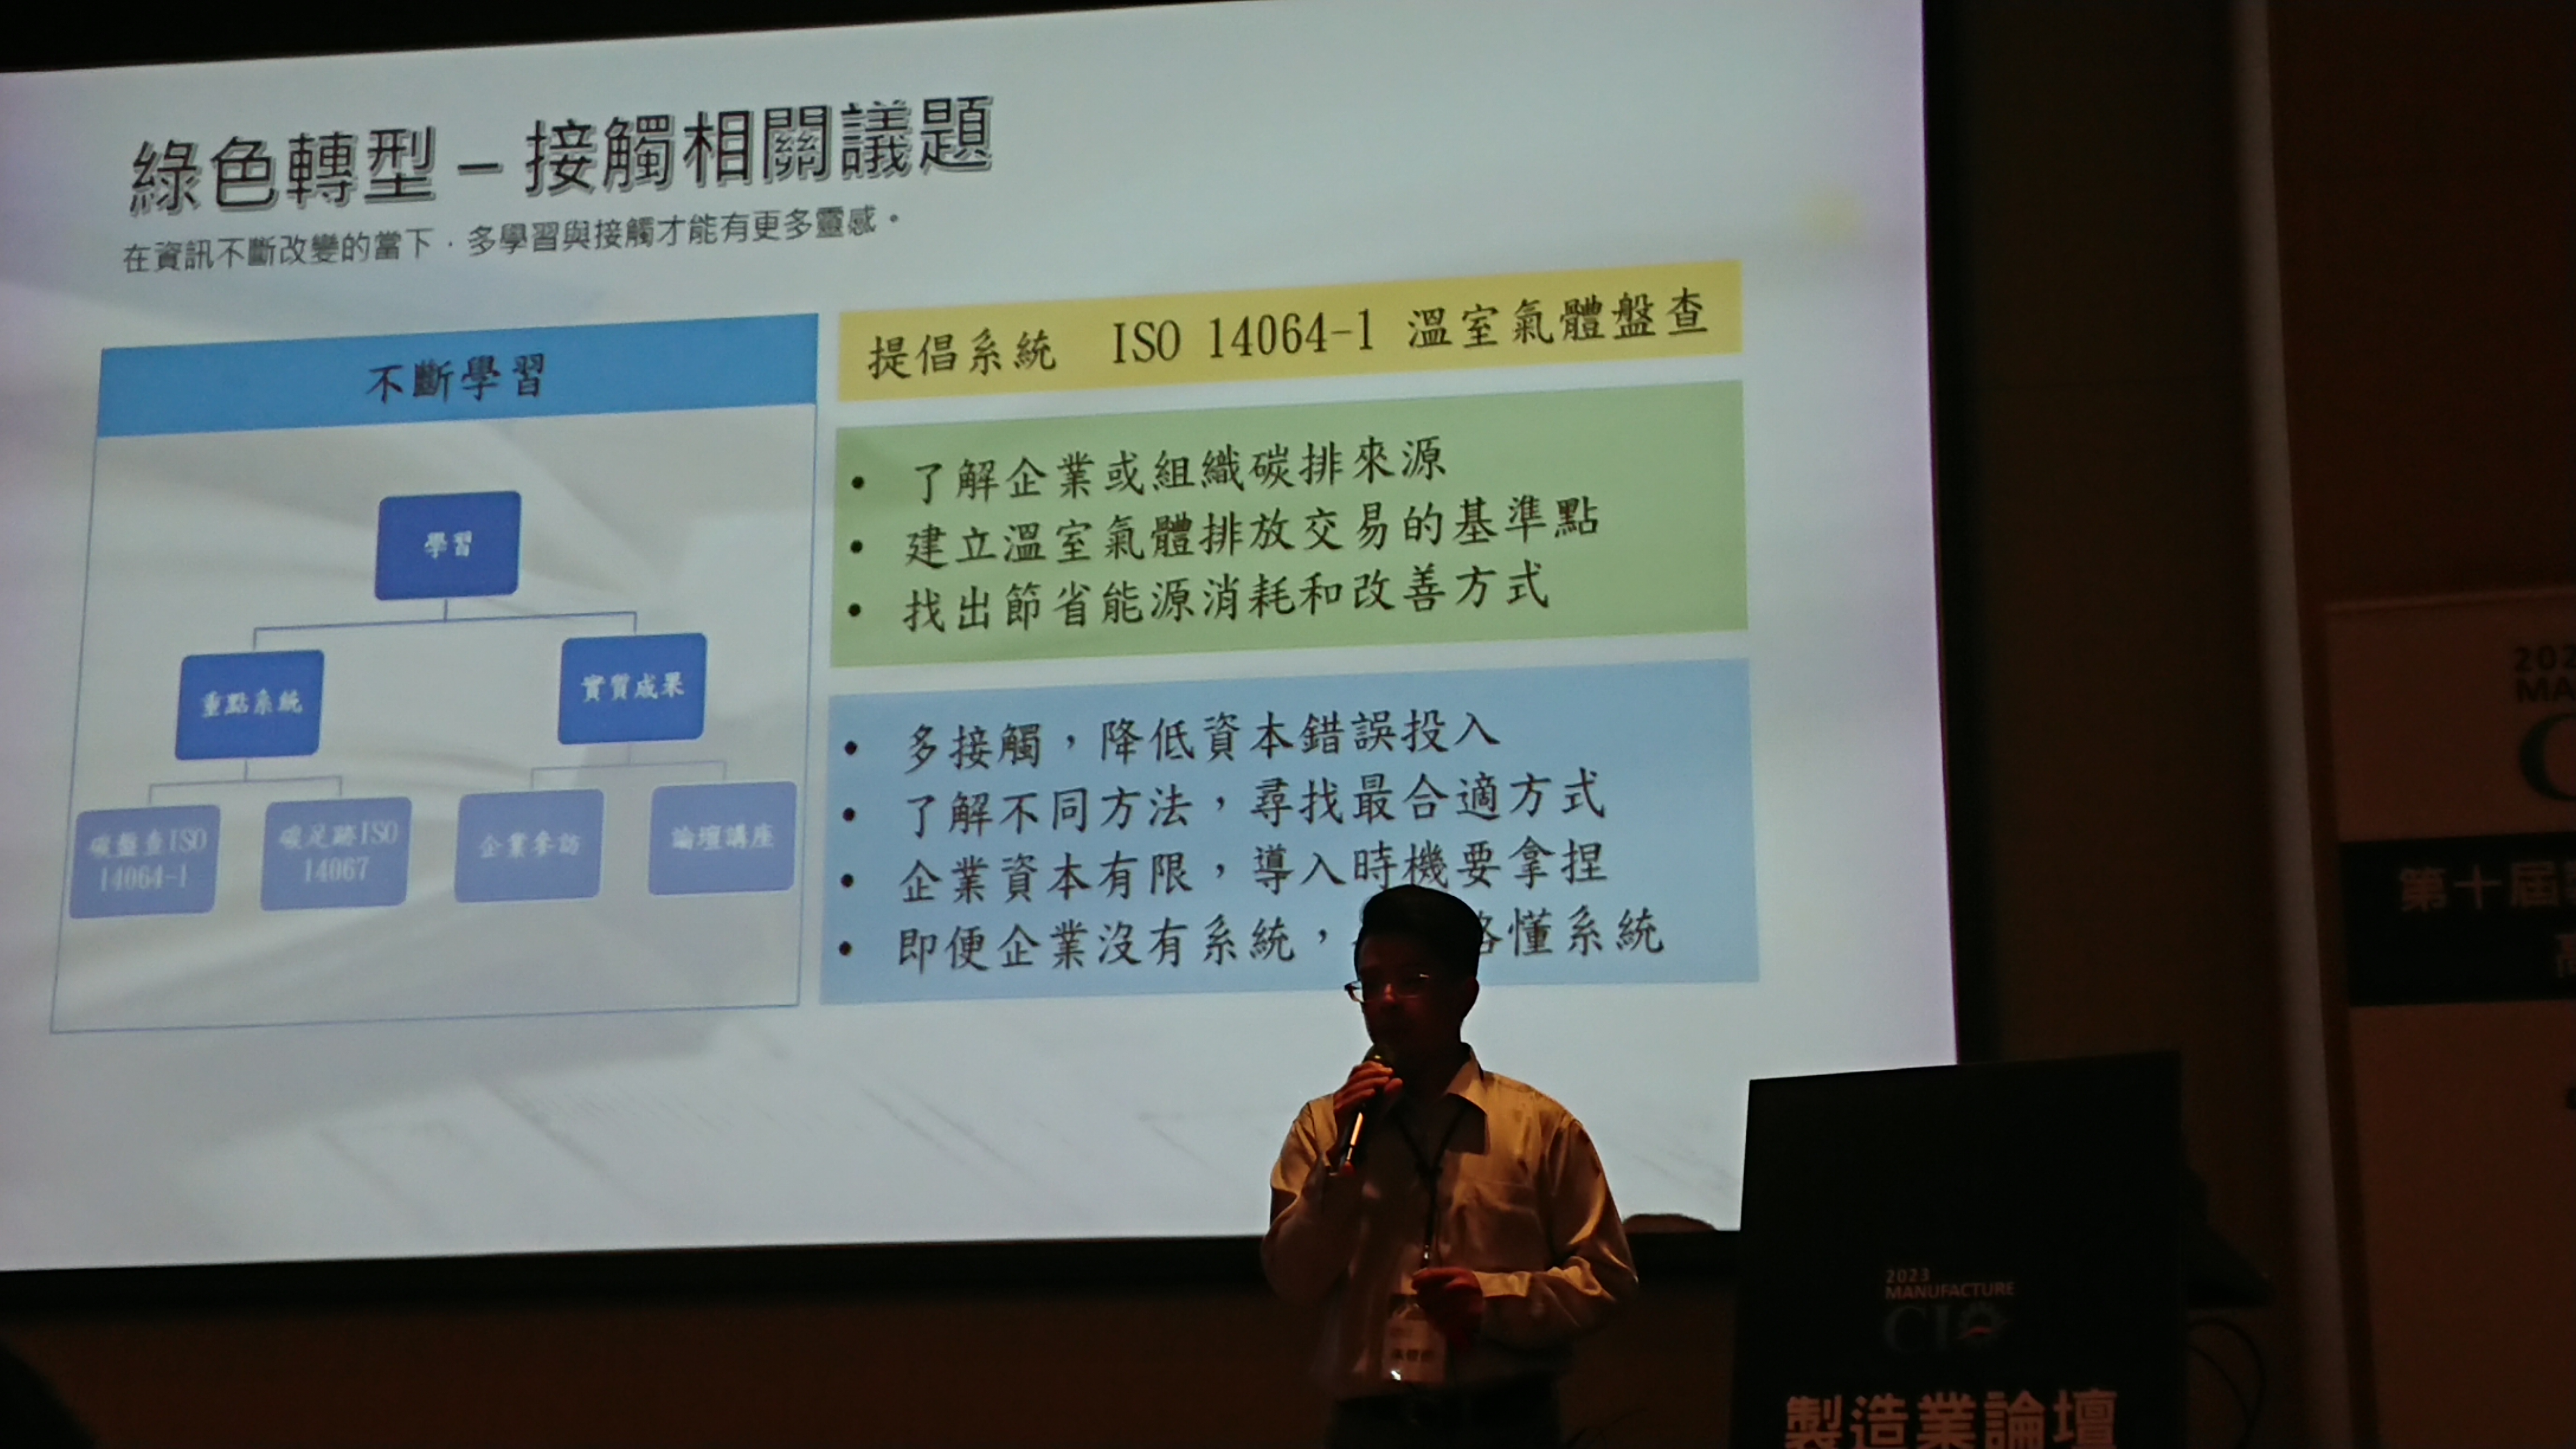 綠色轉型 – 接觸相關議題
在資訊不斷改變的當下，多學習與接觸才能有更多靈感。
不斷學習
學習
重點系統
實質成果
碳盤查ISO
14064-1
碳足跡ISO
14067
企業參訪
論壇講座
提倡系統 ISO 14064-1 溫室氣體盤查
• 了解企業或組織碳排來源
• 建立溫室氣體排放交易的基準點
• 找出節省能源消耗和改善方式
• 多接觸，降低資本錯誤投入
• 了解不同方法，尋找最合適方式
• 企業資本有限，導入時機要拿捏
• 即便企業沒有系統，懂系統
2023
MANUFACTURE
CIO
製造業論壇
202
MA
C
第十屆